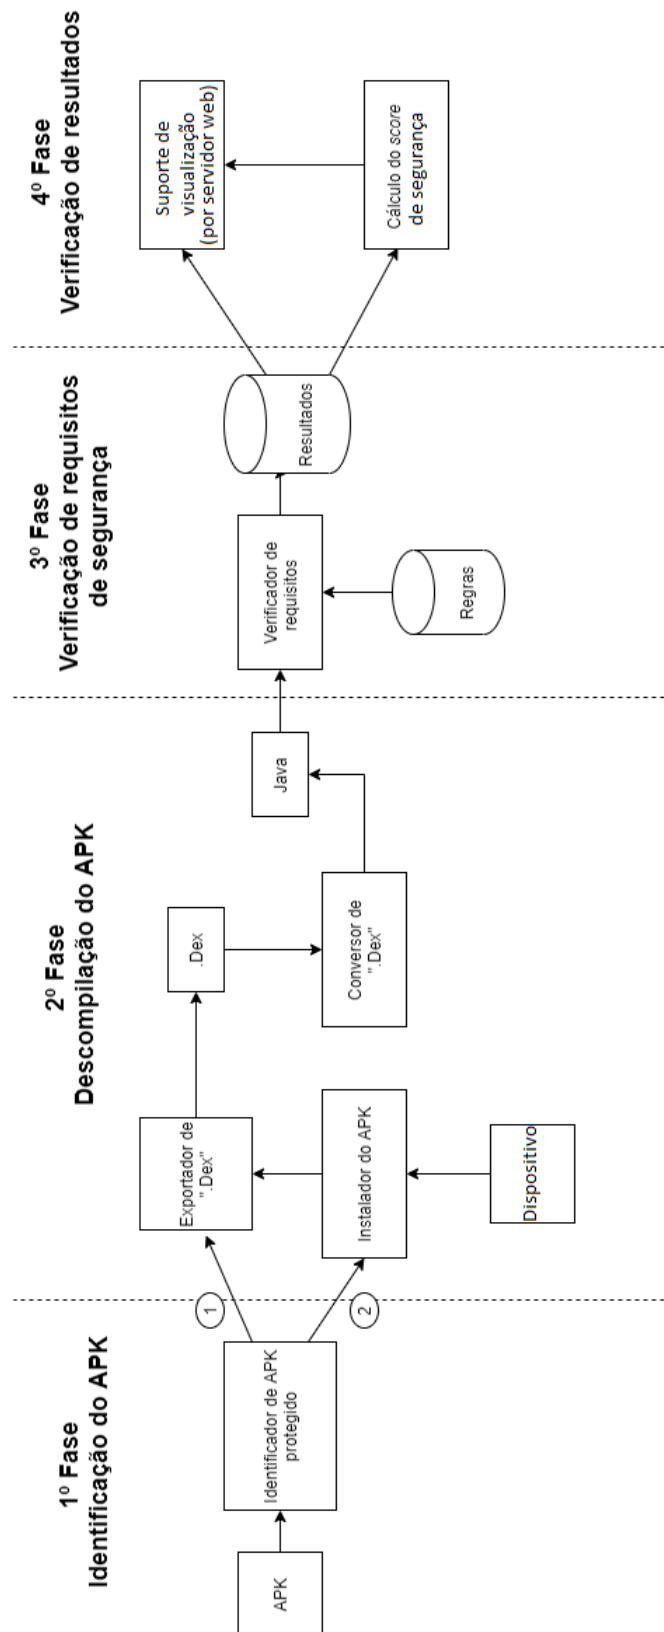 1º Fase
Identificação do APK
APK
Identificador de APK
protegido
1
2
2º Fase
Descompilação do APK
Exportador de
".Dex"
Instalador do APK
Dispositivo
.Dex
Conversor de
".Dex"
Java
3º Fase
Verificação de requisitos
de segurança
Verificador de
requisitos
Regras
Resultados
4º Fase
Verificação de resultados
Suporte de
visualização
(por servidor web)
Cálculo do score
de segurança